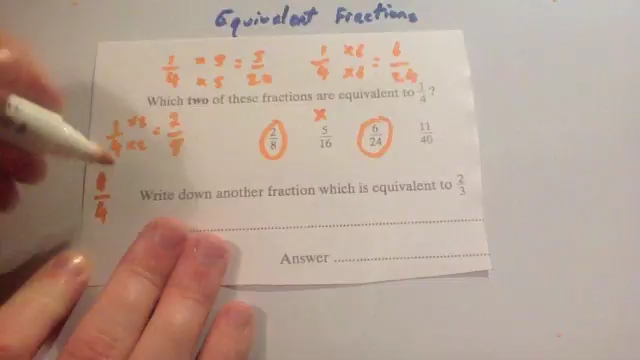 Equivalent Fractions
1/4 ×5 ×5 = 5/20 1/4 ×6 ×6 = 6/24
Which two of these fractions are equivalent to 1/4?
×
1/4 ×2 = 2/8 2/8 5/16 6/24 11/40
1/4
Write down another fraction which is equivalent to 2/3
Answer